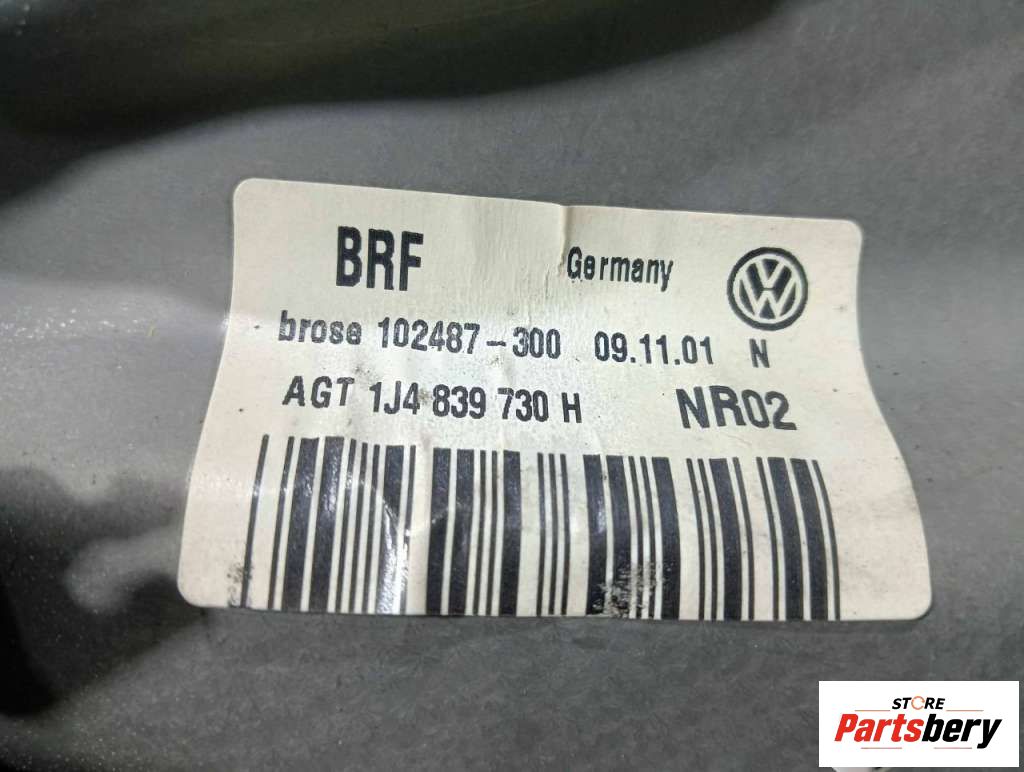 BRF Germany
brose 102487-300 09.11.01 N
AGT 1J4 839 730 H NR02
STORE
Partsbery